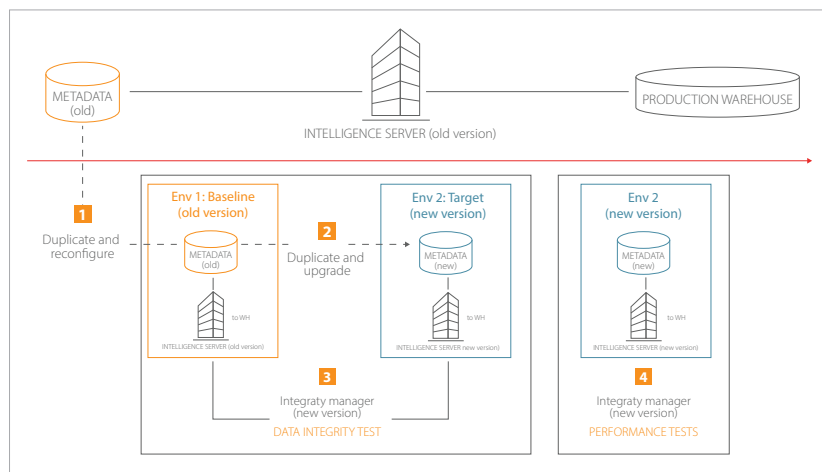 METADATA
(old)
INTELLIGENCE SERVER (old version)
PRODUCTION WAREHOUSE
1
Duplicate and
reconfigure
Env 1: Baseline
(old version)
METADATA
(old)
to WH
INTELLIGENCE SERVER (old version)
2
Duplicate and
upgrade
Env 2: Target
(new version)
METADATA
(new)
to WH
INTELLIGENCE SERVER new version)
3
Integraty manager
(new version)
DATA INTEGRITY TEST
Env 2
(new version)
METADATA
(new)
to WH
INTELLIGENCE SERVER (new version)
4
Integraty manager
(new version)
PERFORMANCE TESTS